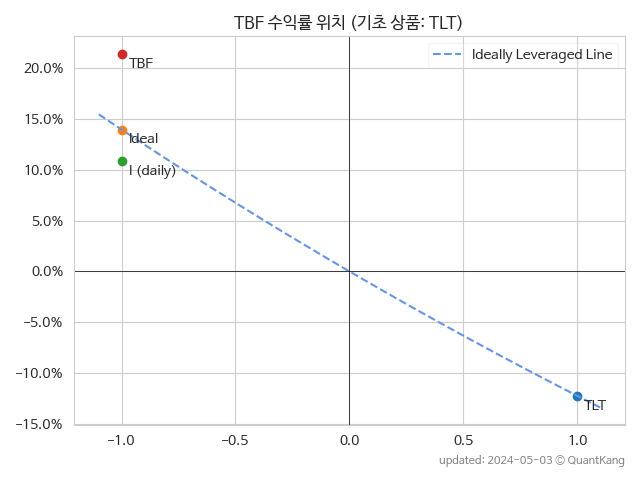 TBF 수익률 위치 (기초 상품: TLT)
Ideally Leveraged Line
20.0%
15.0%
10.0%
5.0%
0.0%
−5.0%
−10.0%
−15.0%
TBF
Ideal
I (daily)
TLT
−1.0
−0.5
0.0
0.5
1.0
updated: 2024-05-03 © QuantKang